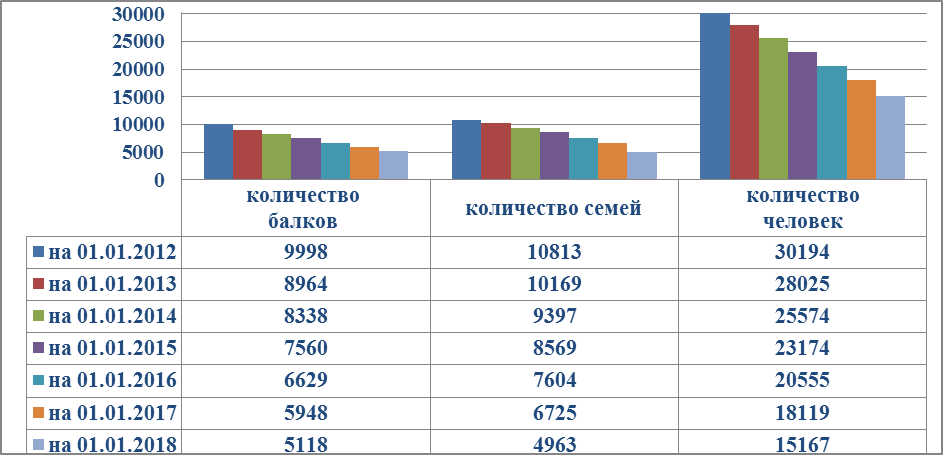 30000
25000
20000
15000
10000
5000
0
количество балков количество семей количество человек
на 01.01.2012 9998 10813 30194
на 01.01.2013 8964 10169 28025
на 01.01.2014 8338 9397 25574
на 01.01.2015 7560 8569 23174
на 01.01.2016 6629 7604 20555
на 01.01.2017 5948 6725 18119
на 01.01.2018 5118 4963 15167